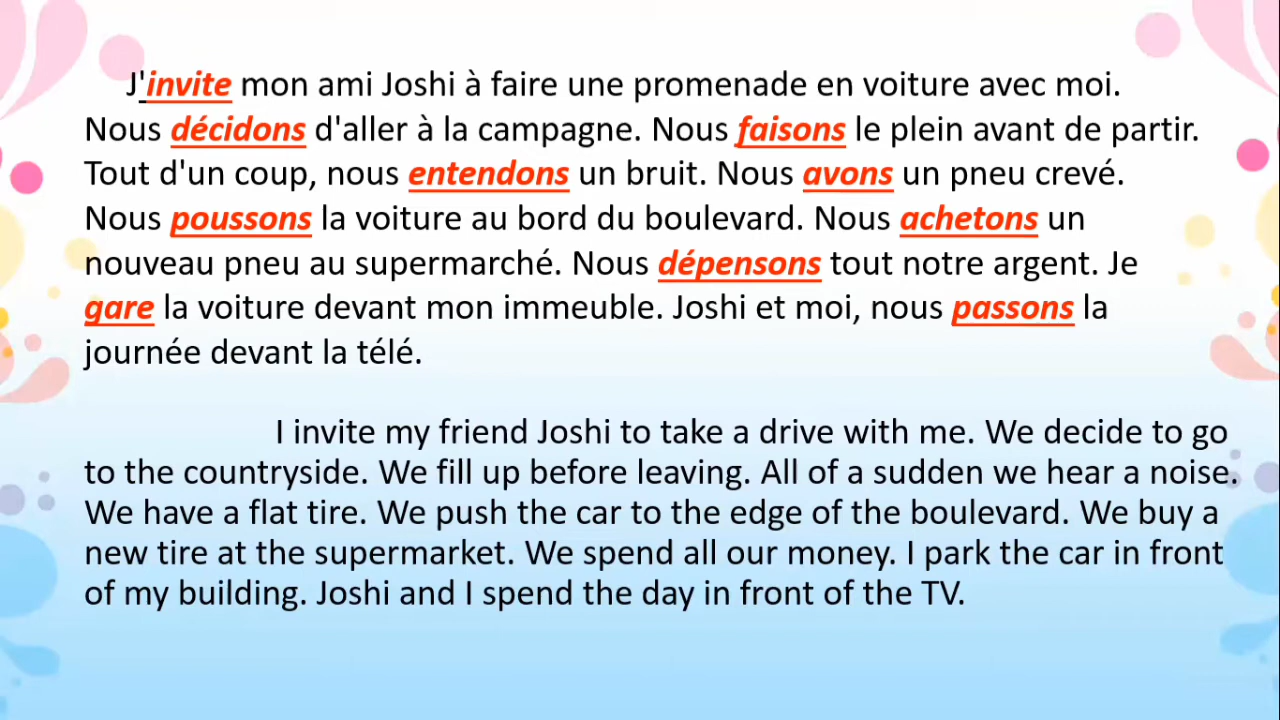 J'invite mon ami Joshi à faire une promenade en voiture avec moi.
Nous décidons d'aller à la campagne. Nous faisons le plein avant de partir.
Tout d'un coup, nous entendons un bruit. Nous avons un pneu crevé.
Nous poussons la voiture au bord du boulevard. Nous achetons un
nouveau pneu au supermarché. Nous dépensons tout notre argent. Je
gare la voiture devant mon immeuble. Joshi et moi, nous passons la
journée devant la télé.
I invite my friend Joshi to take a drive with me. We decide to go
to the countryside. We fill up before leaving. All of a sudden we hear a noise.
We have a flat tire. We push the car to the edge of the boulevard. We buy a
new tire at the supermarket. We spend all our money. I park the car in front
of my building. Joshi and I spend the day in front of the TV.